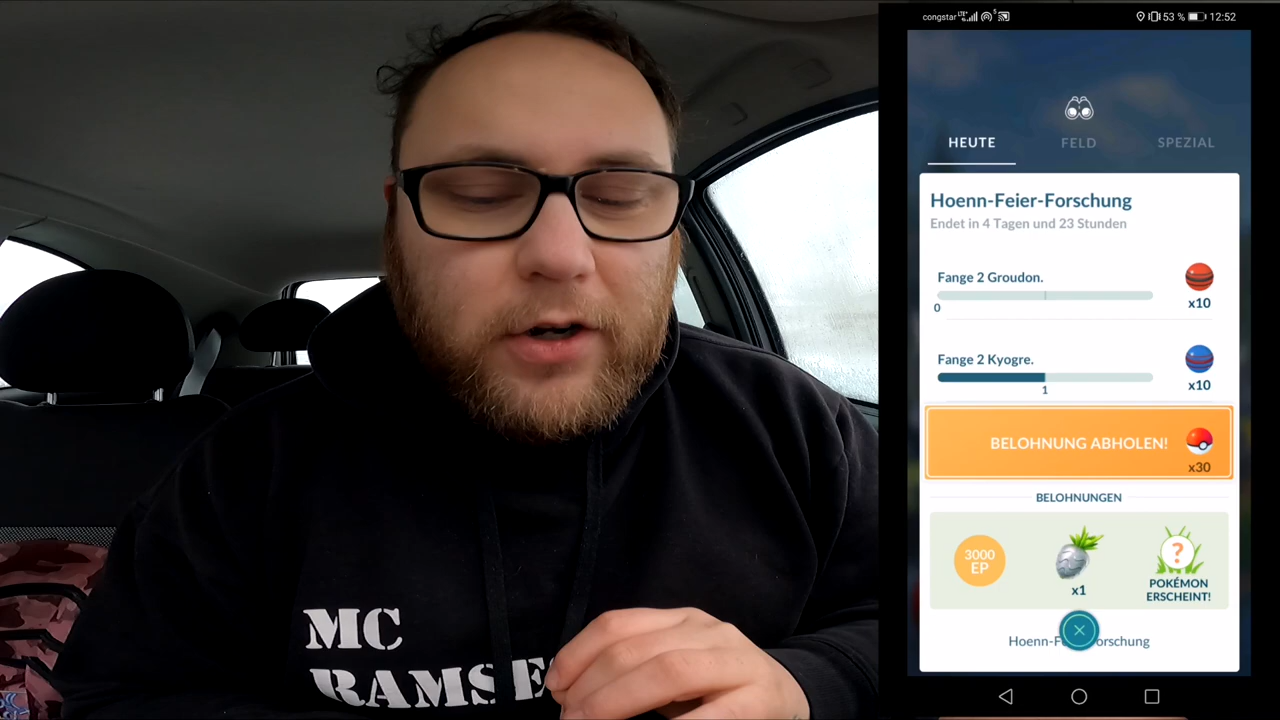 MC
RAMSE
congstar
53 %
12:52
HEUTE
FELD
SPEZIAL
Hoenn-Feier-Forschung
Endet in 4 Tagen und 23 Stunden
Fange 2 Groudon.
0
x10
Fange 2 Kyogre.
1
x10
BELOHNUNG ABHOLEN!
x30
BELOHNUNGEN
3000
EP
x1
?
POKÉMON
ERSCHEINT!
Hoenn-F orschung